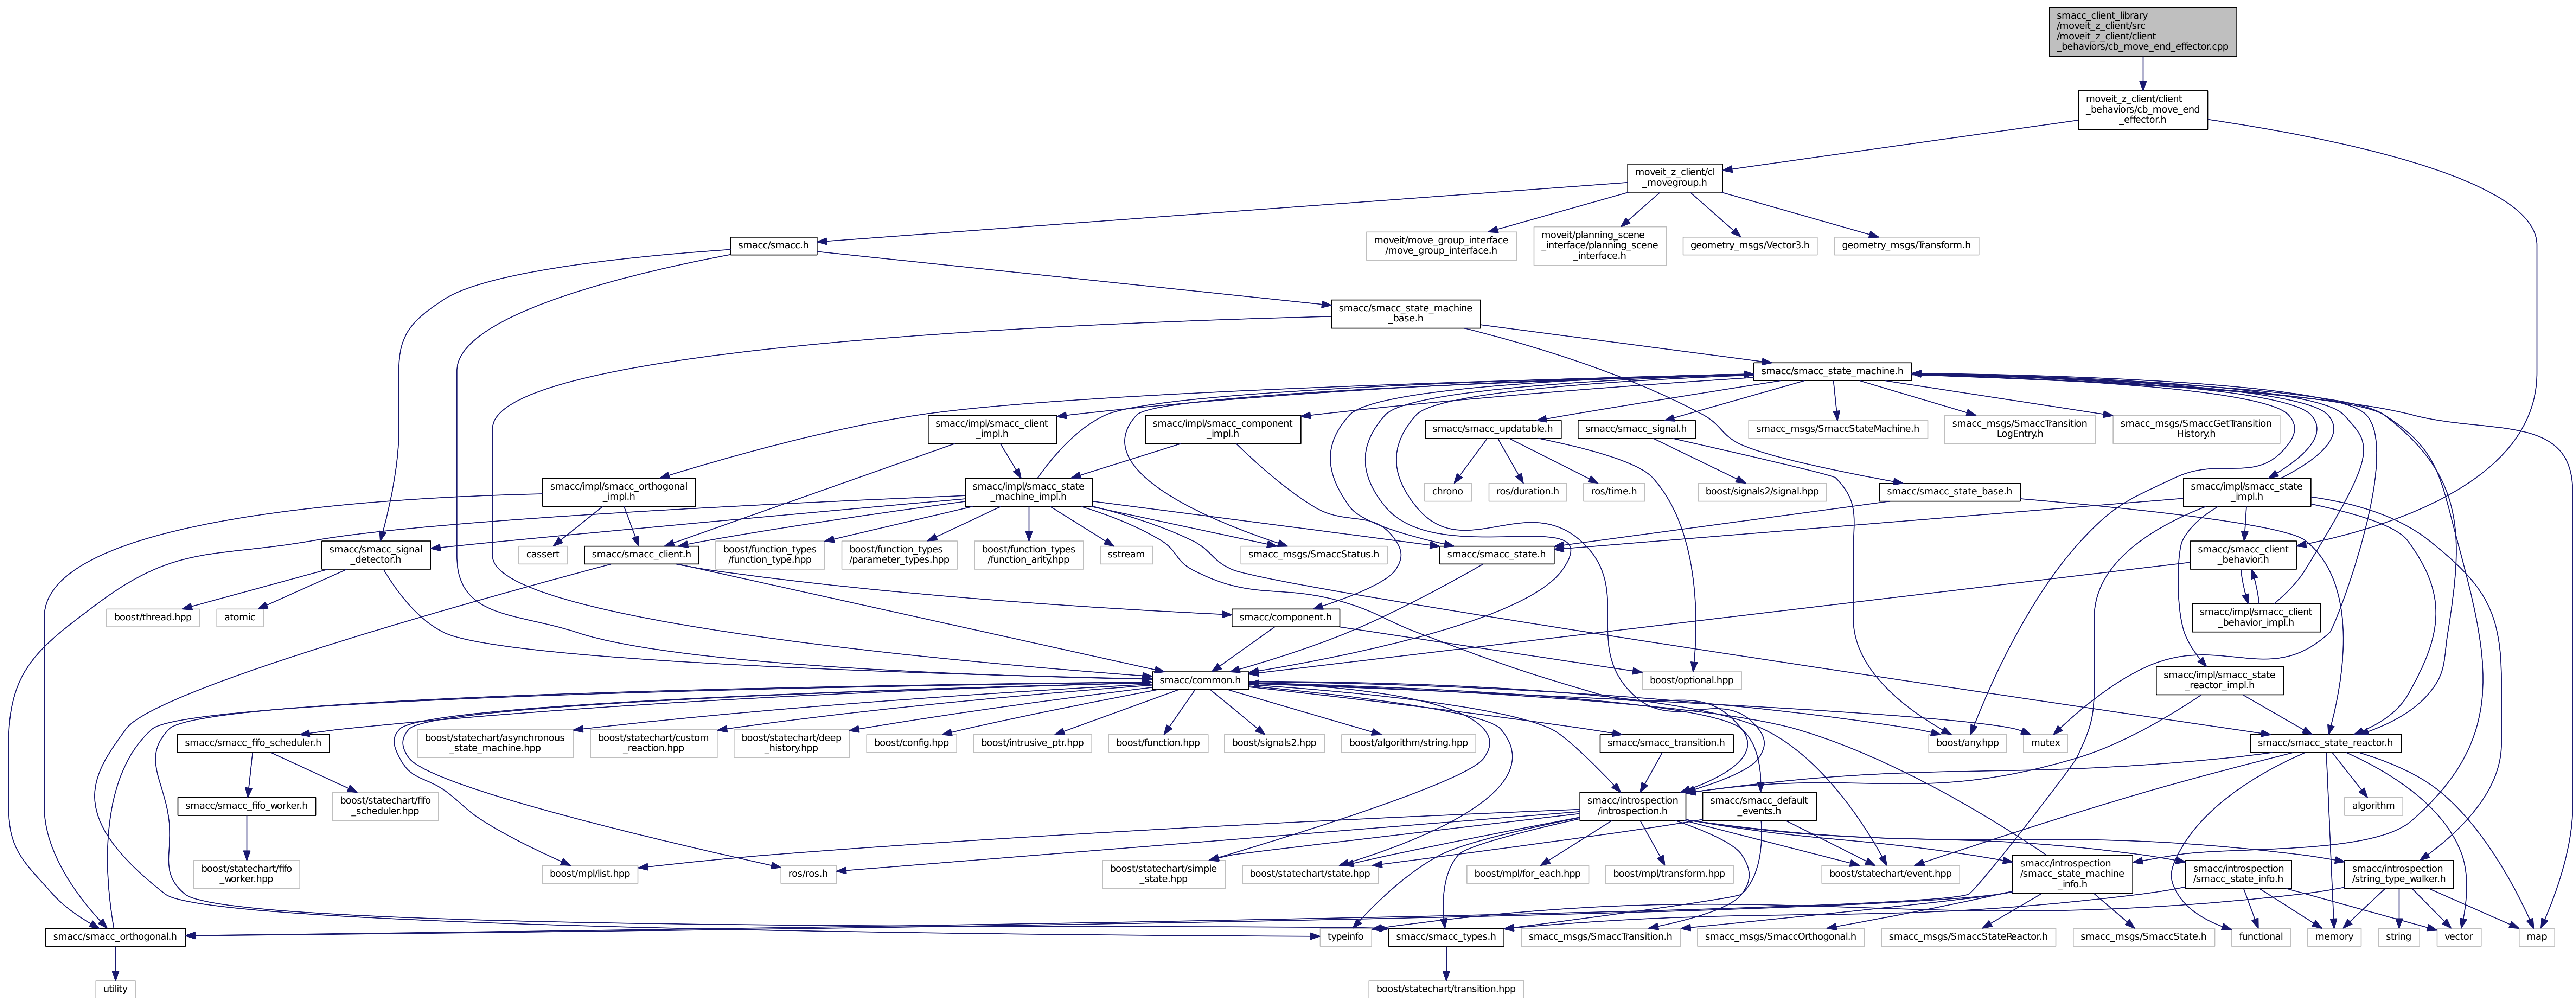 smacc_client_library
/moveit_z_client/src
/moveit_z_client/client
_behaviors/cb_move_end_effector.cpp
moveit_z_client/client
_behaviors/cb_move_end
_effector.h
moveit_z_client/cl
_movegroup.h
smacc/smacc.h
moveit/move_group_interface
/move_group_interface.h
moveit/planning_scene
_interface/planning_scene
_interface.h
geometry_msgs/Vector3.h
geometry_msgs/Transform.h
smacc/smacc_state_machine
_base.h
smacc/smacc_state_machine.h
smacc/impl/smacc_client
_impl.h
smacc/impl/smacc_component
_impl.h
smacc/smacc_updatable.h
smacc/smacc_signal.h
smacc_msgs/SmaccStateMachine.h
smacc_msgs/SmaccTransition
LogEntry.h
smacc_msgs/SmaccGetTransition
History.h
smacc/impl/smacc_orthogonal
_impl.h
smacc/impl/smacc_state
_machine_impl.h
chrono
ros/duration.h
ros/time.h
boost/signals2/signal.hpp
smacc/smacc_state_base.h
smacc/impl/smacc_state
_impl.h
smacc/smacc_signal
_detector.h
cassert
smacc/smacc_client.h
boost/function_types
/function_type.hpp
boost/function_types
/parameter_types.hpp
boost/function_types
/function_arity.hpp
sstream
smacc_msgs/SmaccStatus.h
smacc/smacc_state.h
smacc/smacc_client
_behavior.h
boost/thread.hpp
atomic
smacc/component.h
smacc/impl/smacc_client
_behavior_impl.h
smacc/common.h
boost/optional.hpp
smacc/impl/smacc_state
_reactor_impl.h
smacc/smacc_fifo_scheduler.h
boost/statechart/asynchronous
_state_machine.hpp
boost/statechart/custom
_reaction.hpp
boost/statechart/deep
_history.hpp
boost/config.hpp
boost/intrusive_ptr.hpp
boost/function.hpp
boost/signals2.hpp
boost/algorithm/string.hpp
smacc/smacc_transition.h
boost/any.hpp
mutex
smacc/smacc_state_reactor.h
smacc/smacc_fifo_worker.h
boost/statechart/fifo
_scheduler.hpp
smacc/introspection
/introspection.h
smacc/smacc_default
_events.h
algorithm
boost/statechart/fifo
_worker.hpp
boost/mpl/list.hpp
ros/ros.h
boost/statechart/simple
_state.hpp
boost/statechart/state.hpp
boost/mpl/for_each.hpp
boost/mpl/transform.hpp
boost/statechart/event.hpp
smacc/introspection
/smacc_state_machine
_info.h
smacc/introspection
/smacc_state_info.h
smacc/introspection
/string_type_walker.h
smacc/smacc_orthogonal.h
typeinfo
smacc/smacc_types.h
smacc_msgs/SmaccTransition.h
smacc_msgs/SmaccOrthogonal.h
smacc_msgs/SmaccStateReactor.h
smacc_msgs/SmaccState.h
functional
memory
string
vector
map
utility
boost/statechart/transition.hpp